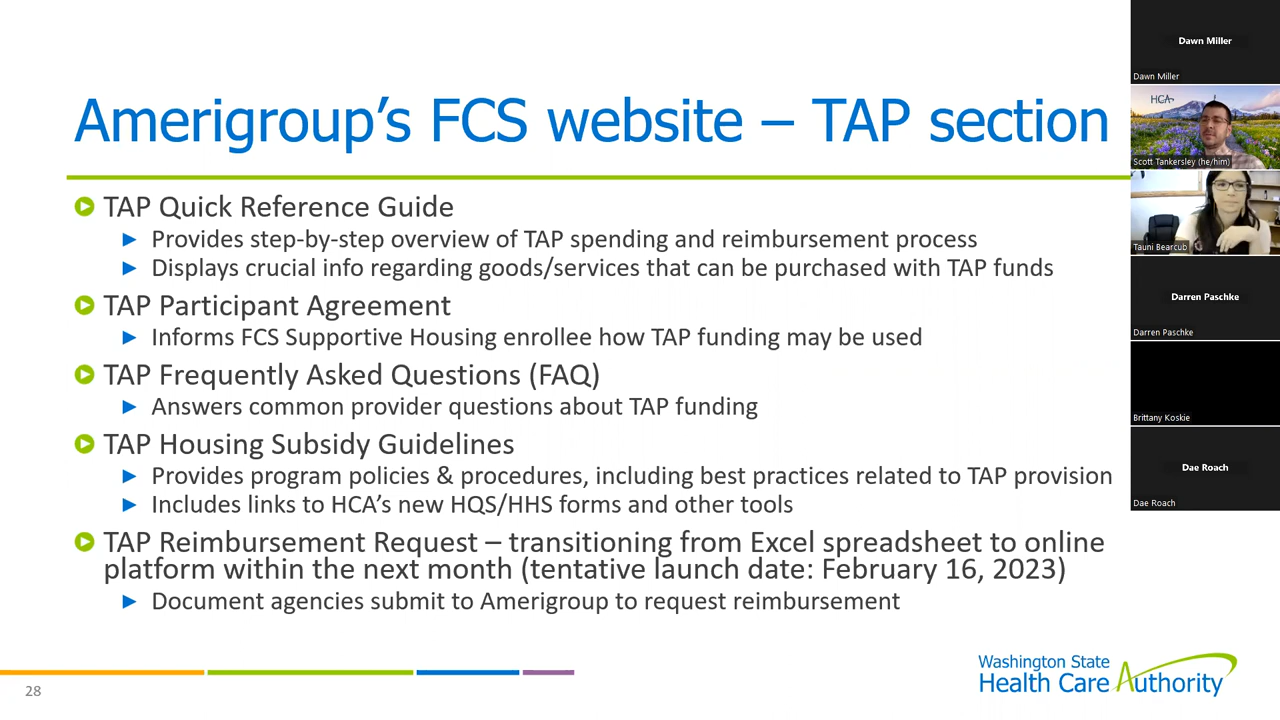 Amerigroup’s FCS website – TAP section
TAP Quick Reference Guide
Provides step-by-step overview of TAP spending and reimbursement process
Displays crucial info regarding goods/services that can be purchased with TAP funds
TAP Participant Agreement
Informs FCS Supportive Housing enrollee how TAP funding may be used
TAP Frequently Asked Questions (FAQ)
Answers common provider questions about TAP funding
TAP Housing Subsidy Guidelines
Provides program policies & procedures, including best practices related to TAP provision
Includes links to HCA’s new HQS/HHS forms and other tools
TAP Reimbursement Request – transitioning from Excel spreadsheet to online
platform within the next month (tentative launch date: February 16, 2023)
Document agencies submit to Amerigroup to request reimbursement
28
Washington State
Health Care Authority
Dawn Miller
Dawn Miller
HCA
Scott Tankersley (he/him)
Tauni Bearcub
Darren Paschke
Darren Paschke
Brittany Koskie
Dae Roach
Dae Roach